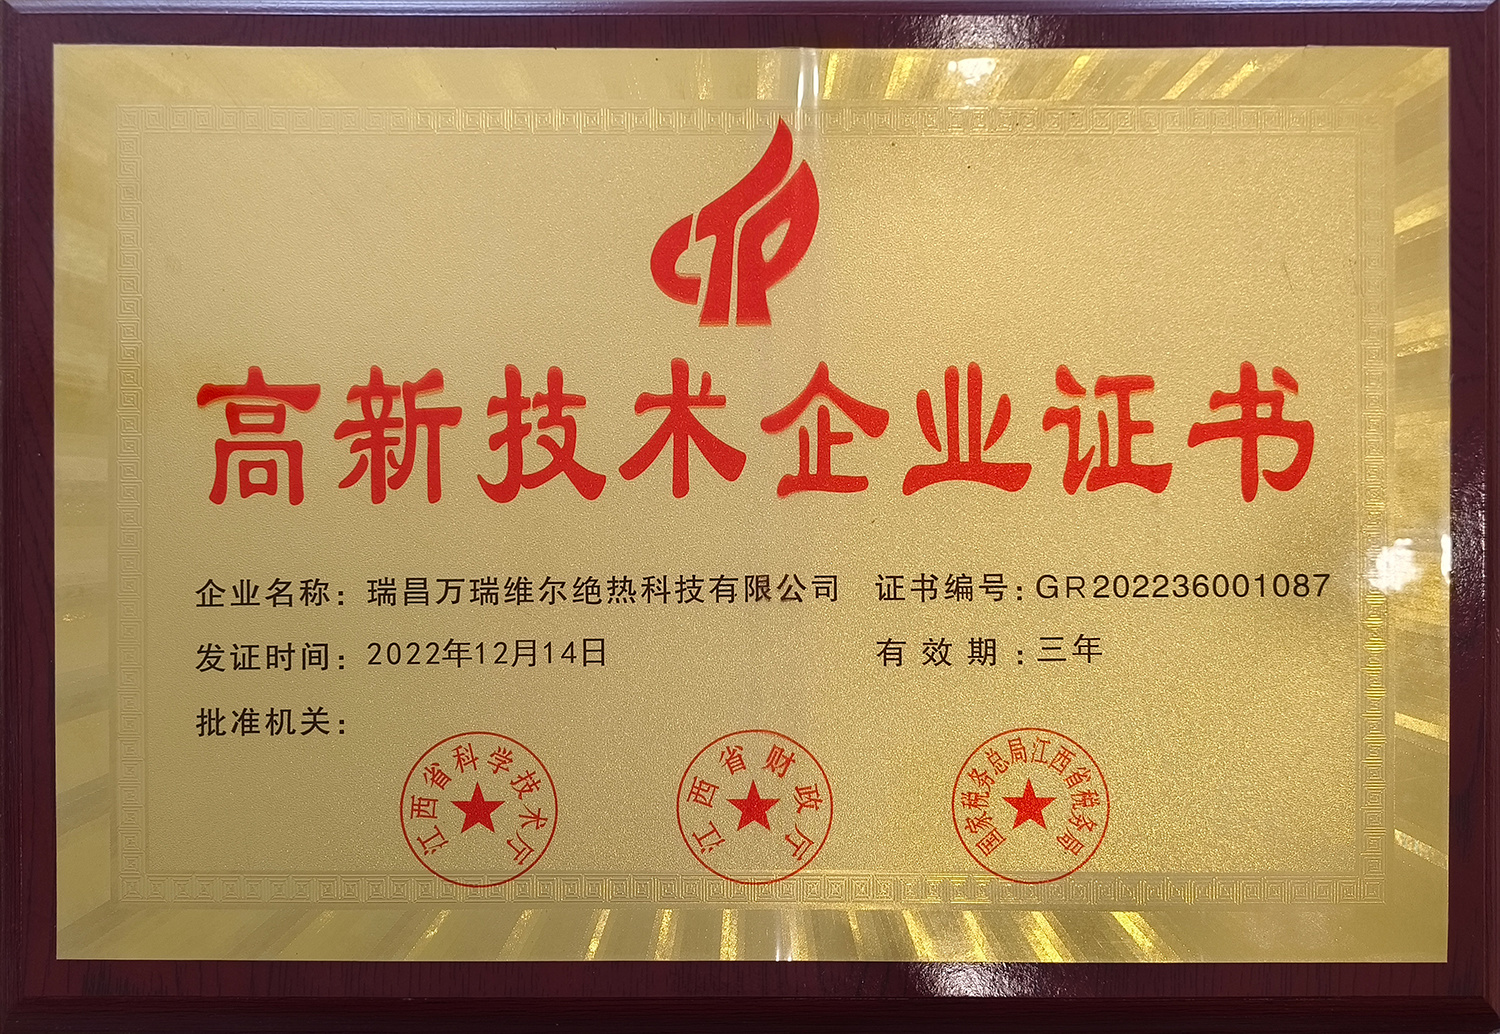 高新技术企业证书
企业名称：瑞昌万瑞维尔绝热科技有限公司 证书编号：GR202236001087
发证时间：2022年12月14日 有效期：三年
批准机关：
江西省科学技术厅
江西省财政厅
国家税务总局江西省税务局